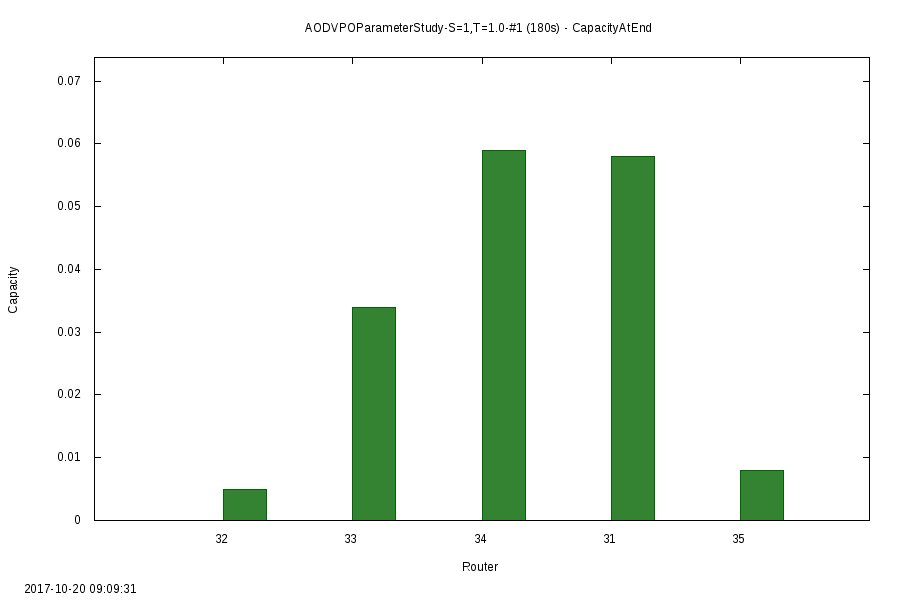 AODVPOParameterStudy-S=1,T=1.0-#1 (180s) - CapacityAtEnd
0.07
0.06
0.05
0.04
0.03
0.02
0.01
0
Capacity
32 33 34 31 35
Router
2017-10-20 09:09:31